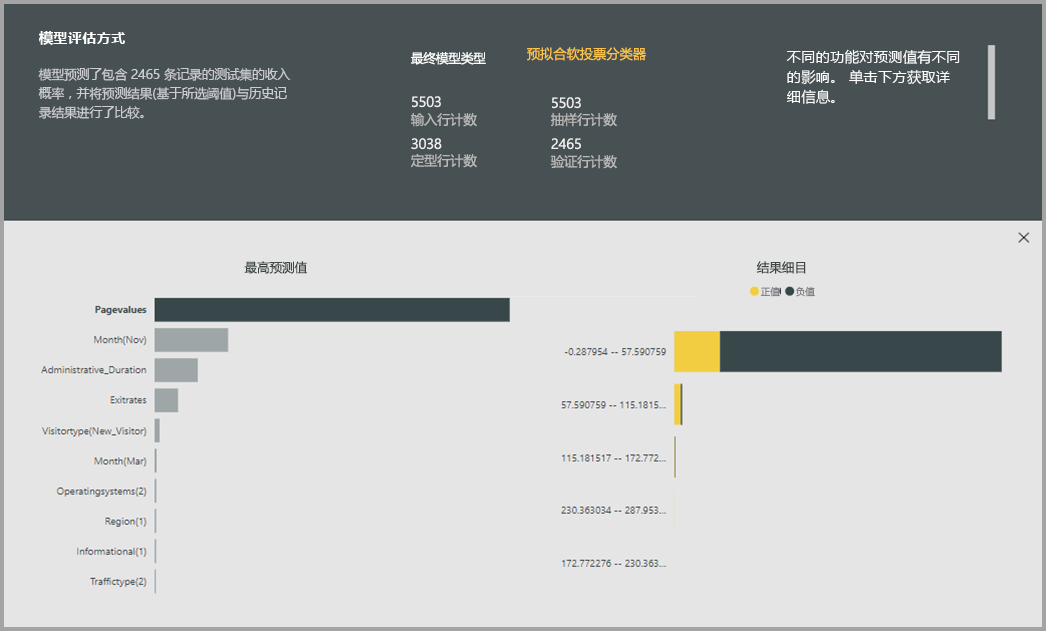 模型评估方式
模型预测了包含 2465 条记录的测试集的收入
概率，并将预测结果(基于所选阈值)与历史记
录结果进行了比较。
最终模型类型
预拟合软投票分类器
5503
输入行计数
5503
抽样行计数
3038
定型行计数
2465
验证行计数
不同的功能对预测值有不同
的影响。 单击下方获取详
细信息。
最高预测值
Pagevalues
Month(Nov)
Administrative_Duration
Exitrates
Visitortype(New_Visitor)
Month(Mar)
Operatingsystems(2)
Region(1)
Informational(1)
Traffictype(2)
结果细目
正值 负值
-0.287954 -- 57.590759
57.590759 -- 115.1815...
115.181517 -- 172.772...
230.363034 -- 287.953...
172.772276 -- 230.363...